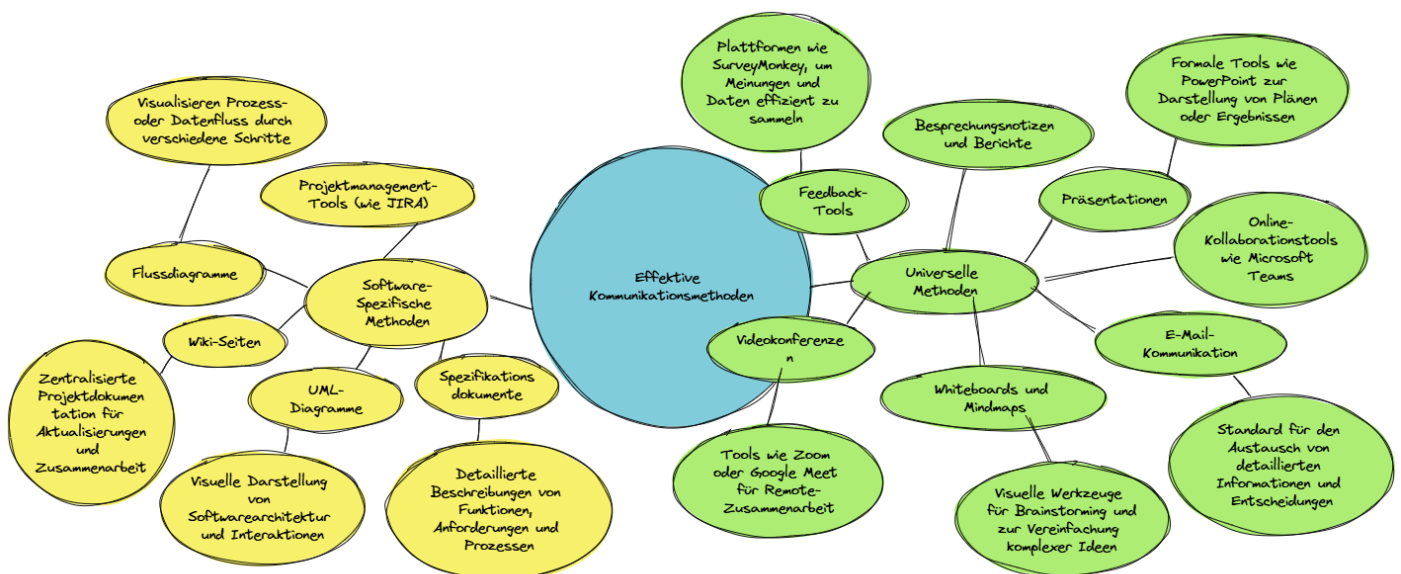 Effektive
Kommunikationsmethoden
Software-
Spezifische
Methoden
Projektmanagement-
Tools (wie JIRA)
Flussdiagramme
Visualisieren Prozess-
oder Datenfluss durch
verschiedene Schritte
Wiki-Seiten
Zentralisierte
Projektdokumen
tation für
Aktualisierungen
und
Zusammenarbeit
UML-
Diagramme
Visuelle Darstellung
von
Softwarearchitektur
und Interaktionen
Spezifikations
dokumente
Detaillierte
Beschreibungen von
Funktionen,
Anforderungen und
Prozessen
Universelle
Methoden
Feedback-
Tools
Plattformen wie
SurveyMonkey, um
Meinungen und
Daten effizient zu
sammeln
Besprechungsnotizen
und Berichte
Präsentationen
Formale Tools wie
PowerPoint zur
Darstellung von Plänen
oder Ergebnissen
Online-
Kollaborationstools
wie Microsoft
Teams
E-Mail-
Kommunikation
Standard für den
Austausch von
detaillierten
Informationen und
Entscheidungen
Whiteboards und
Mindmaps
Visuelle Werkzeuge
für Brainstorming und
zur Vereinfachung
komplexer Ideen
Videokonferenze
n
Tools wie Zoom
oder Google Meet
für Remote-
Zusammenarbeit